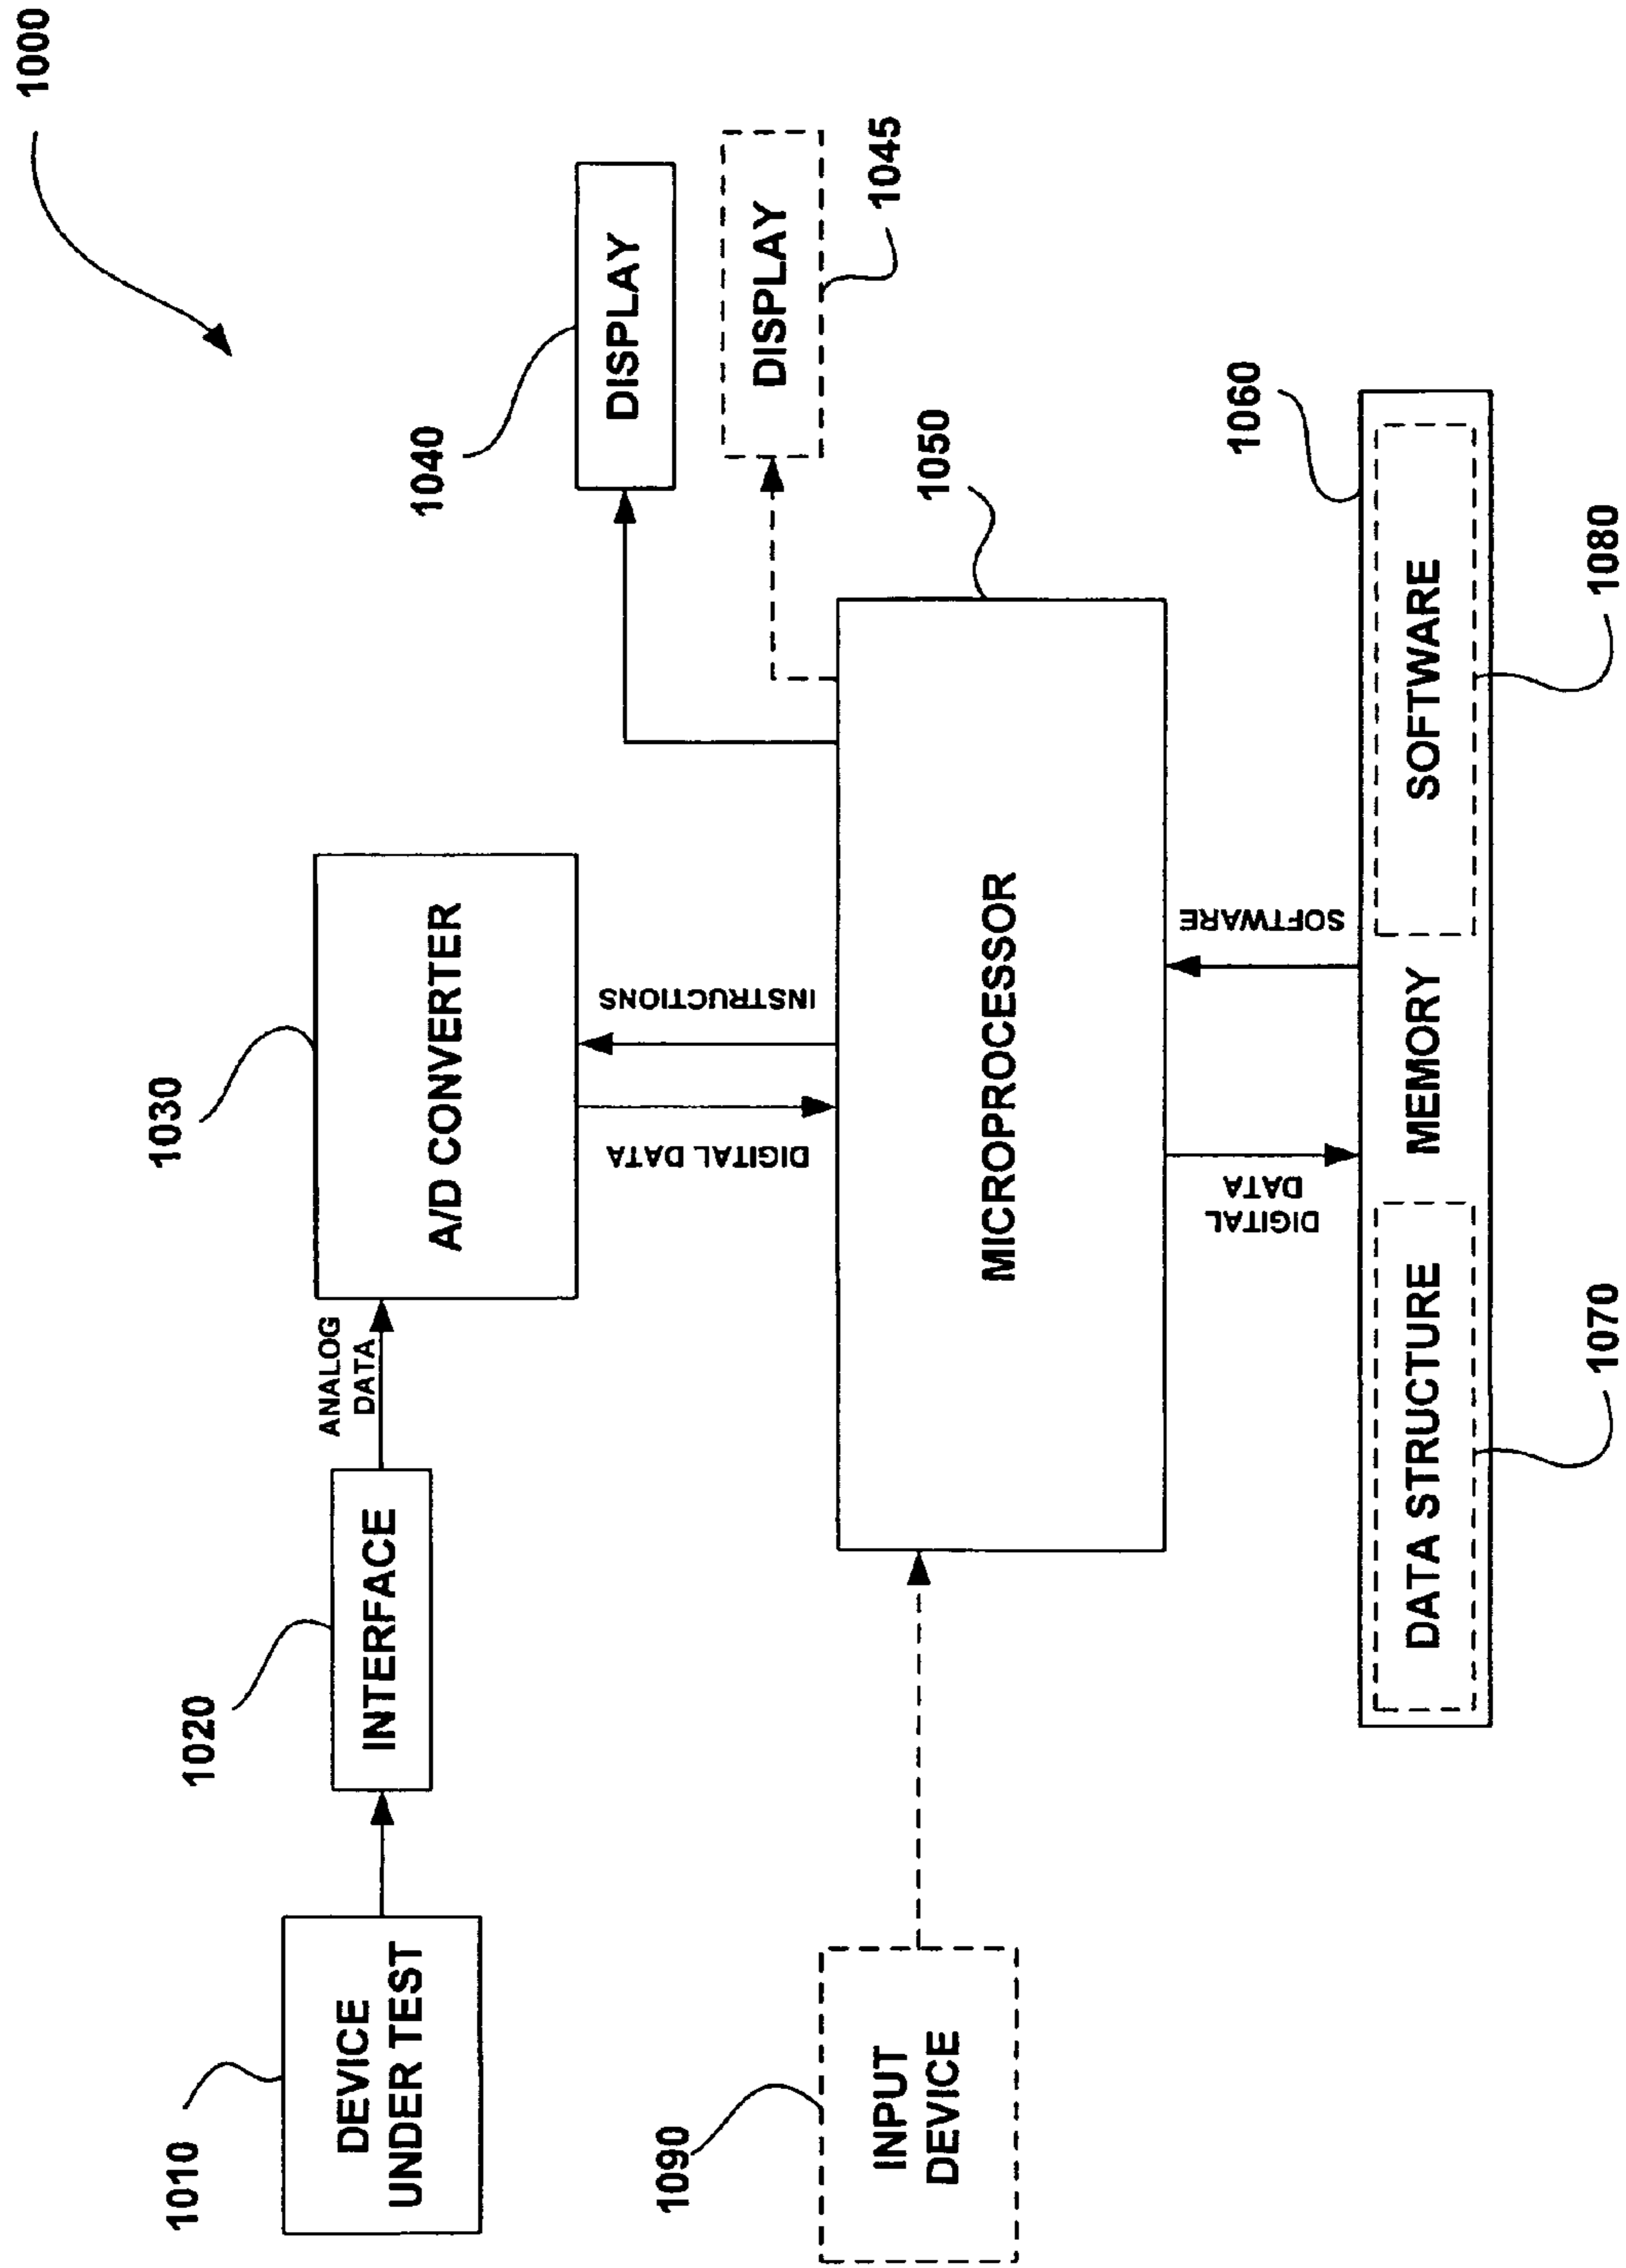 1000
1010
DEVICE
UNDER TEST
1020
INTERFACE
ANALOG
DATA
1030
A/D CONVERTER
1040
DISPLAY
DISPLAY
1045
DIGITAL DATA
INSTRUCTIONS
1090
INPUT
DEVICE
MICROPROCESSOR
1050
DIGITAL
DATA
SOFTWARE
1060
DATA STRUCTURE
MEMORY
SOFTWARE
1070
1080